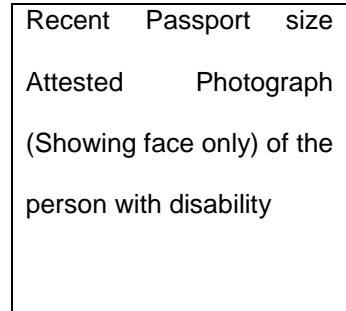 Recent Passport size
Attested Photograph
(Showing face only) of the
person with disability